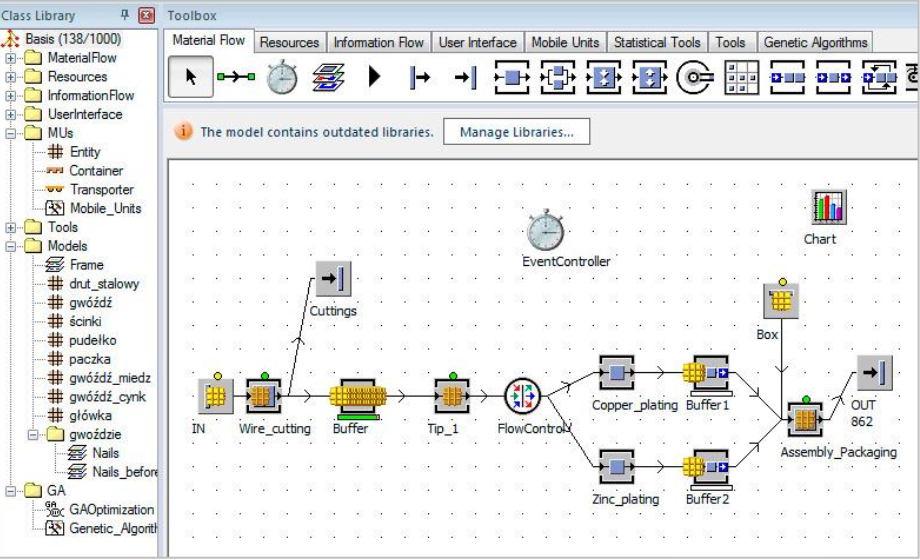 Class Library
Toolbox
Basis (138/1000)
MaterialFlow
Resources
InformationFlow
UserInterface
MUs
Entity
Container
Transporter
Mobile_Units
Tools
Models
Frame
drut_stalowy
gwóźdź
ścinki
pudełko
paczka
gwóźdź_miedz
gwóźdź_cynk
główka
gwoździe
Nails
Nails_before
GA
GAOptimization
Genetic_Algorith
Material Flow
Resources
Information Flow
User Interface
Mobile Units
Statistical Tools
Tools
Genetic Algorithms
The model contains outdated libraries.
Manage Libraries...
Chart
EventController
Cuttings
Box
IN
Wire_cutting
Buffer
Tip_1
FlowControl
Copper_plating
Buffer1
OUT
862
Assembly_Packaging
Zinc_plating
Buffer2